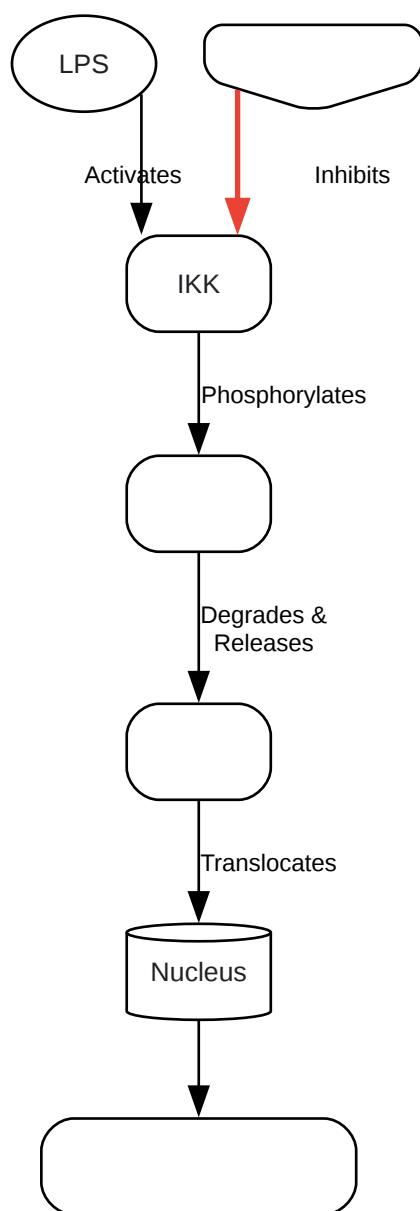 LPS
Activates
Inhibits
IKK
Phosphorylates
Degrades &
Releases
Translocates
Nucleus